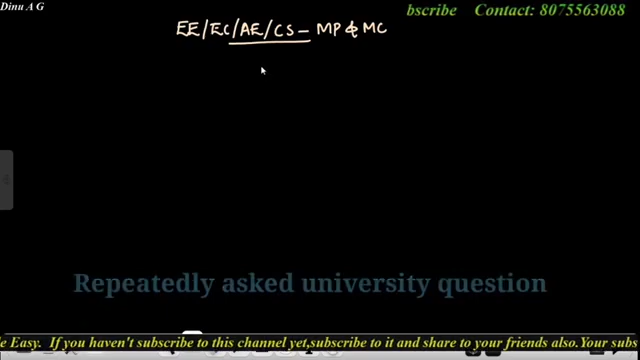 Dinu A G
bscribe Contact: 8075563088
EE/EC/AE/CS - MP & MC
Repeatedly asked university question
e Easy. If you haven't subscribe to this channel yet,subscribe to it and share to your friends also.Your subs